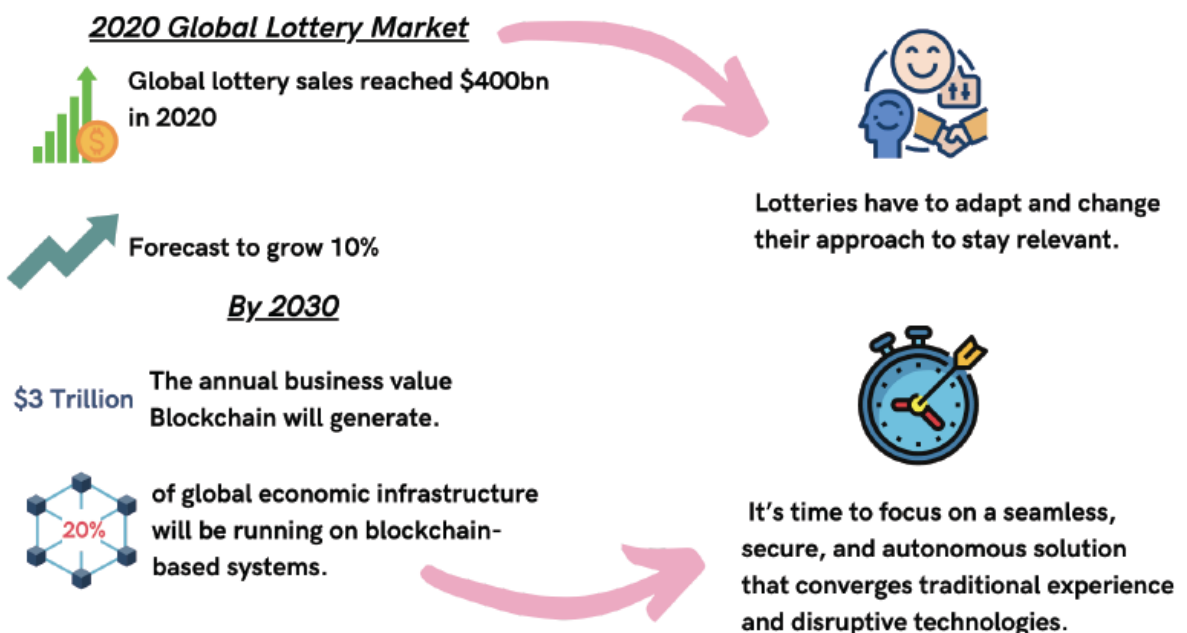 2020 Global Lottery Market
Global lottery sales reached $400bn
in 2020
Forecast to grow 10%
By 2030
$3 Trillion
The annual business value
Blockchain will generate.
20%
of global economic infrastructure
will be running on blockchain-
based systems.
Lotteries have to adapt and change
their approach to stay relevant.
It's time to focus on a seamless,
secure, and autonomous solution
that converges traditional experience
and disruptive technologies.